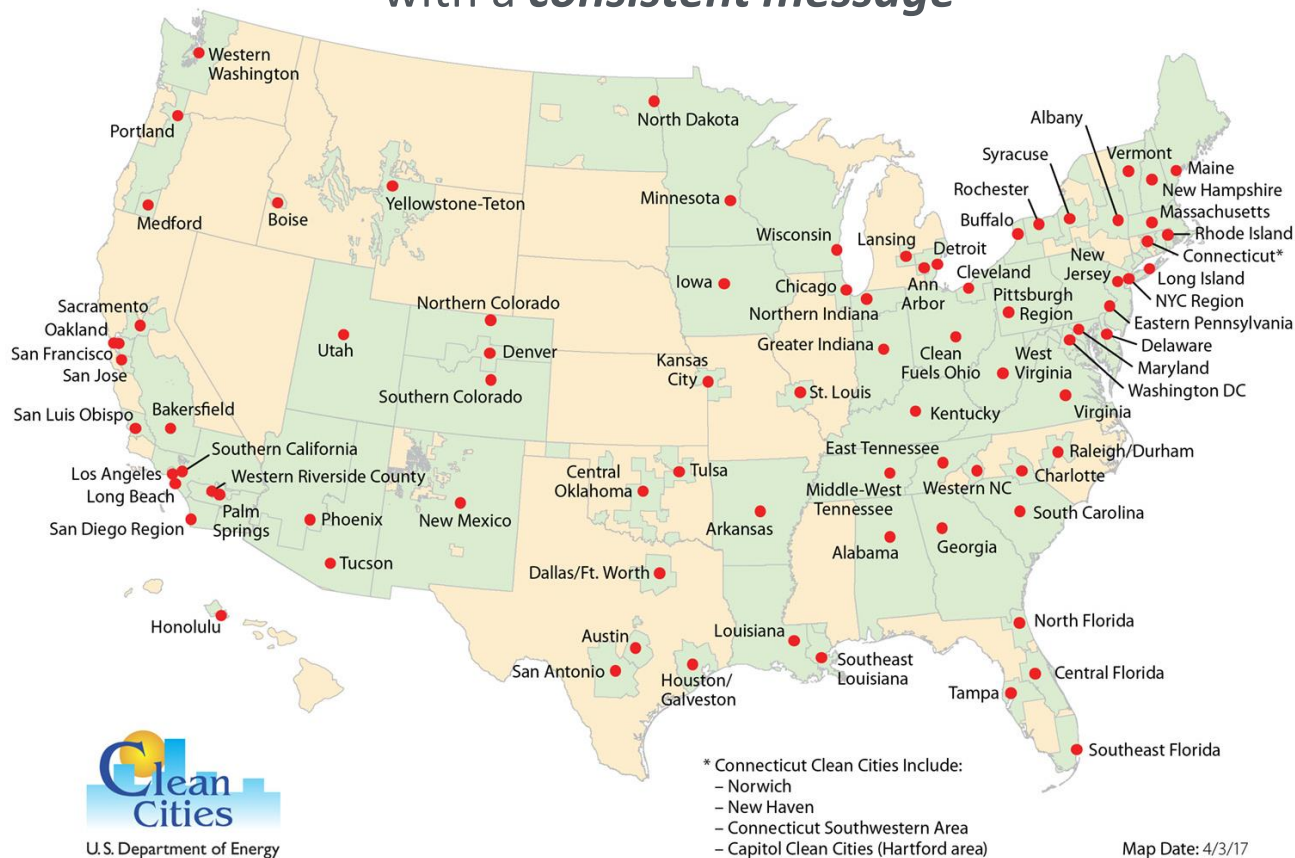 with a consistent message
Western
Washington
Portland
Medford
Boise
Yellowstone-Teton
North Dakota
Minnesota
Wisconsin
Iowa
Chicago
Northern Indiana
Lansing
Detroit
Ann
Arbor
Cleveland
Pittsburgh
Region
Albany
Syracuse
Rochester
Buffalo
Vermont
Maine
New Hampshire
Massachusetts
Rhode Island
Connecticut*
New
Jersey
Long Island
NYC Region
Eastern Pennsylvania
Delaware
Maryland
Washington DC
Sacramento
Oakland
San Francisco
San Jose
San Luis Obispo
Bakersfield
Southern California
Los Angeles
Western Riverside County
Long Beach
Palm
Springs
San Diego Region
Utah
Northern Colorado
Denver
Southern Colorado
Phoenix
Tucson
New Mexico
Kansas
City
St. Louis
Greater Indiana
Clean
Fuels Ohio
West
Virginia
Kentucky
Virginia
East Tennessee
Middle-West
Tennessee
Western NC
Raleigh/Durham
Charlotte
South Carolina
Central
Oklahoma
Tulsa
Arkansas
Alabama
Georgia
Dallas/Ft. Worth
Austin
San Antonio
Houston/
Galveston
Louisiana
Southeast
Louisiana
North Florida
Central Florida
Tampa
Southeast Florida
Honolulu
Clean
Cities
U.S. Department of Energy
* Connecticut Clean Cities Include:
– Norwich
– New Haven
– Connecticut Southwestern Area
– Capitol Clean Cities (Hartford area)
Map Date: 4/3/17